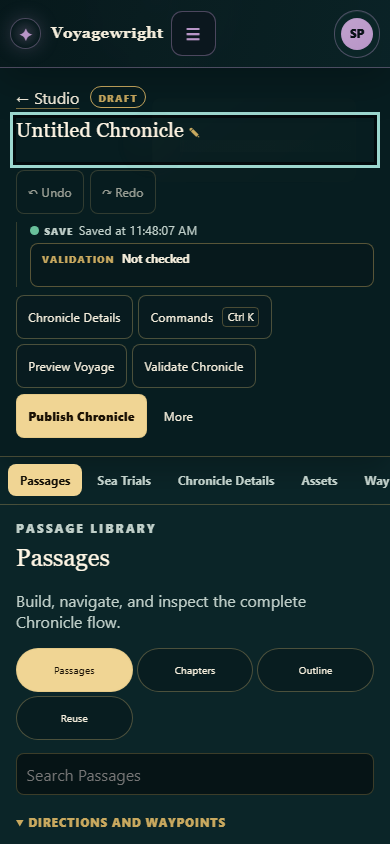 Voyagewright
SP
← Studio DRAFT
Untitled Chronicle
↶ Undo ↷ Redo
SAVE Saved at 11:48:07 AM
VALIDATION Not checked
Chronicle Details Commands Ctrl K
Preview Voyage Validate Chronicle
Publish Chronicle More
Passages Sea Trials Chronicle Details Assets Way
PASSAGE LIBRARY
Passages
Build, navigate, and inspect the complete
Chronicle flow.
Passages Chapters Outline
Reuse
Search Passages
▼ DIRECTIONS AND WAYPOINTS